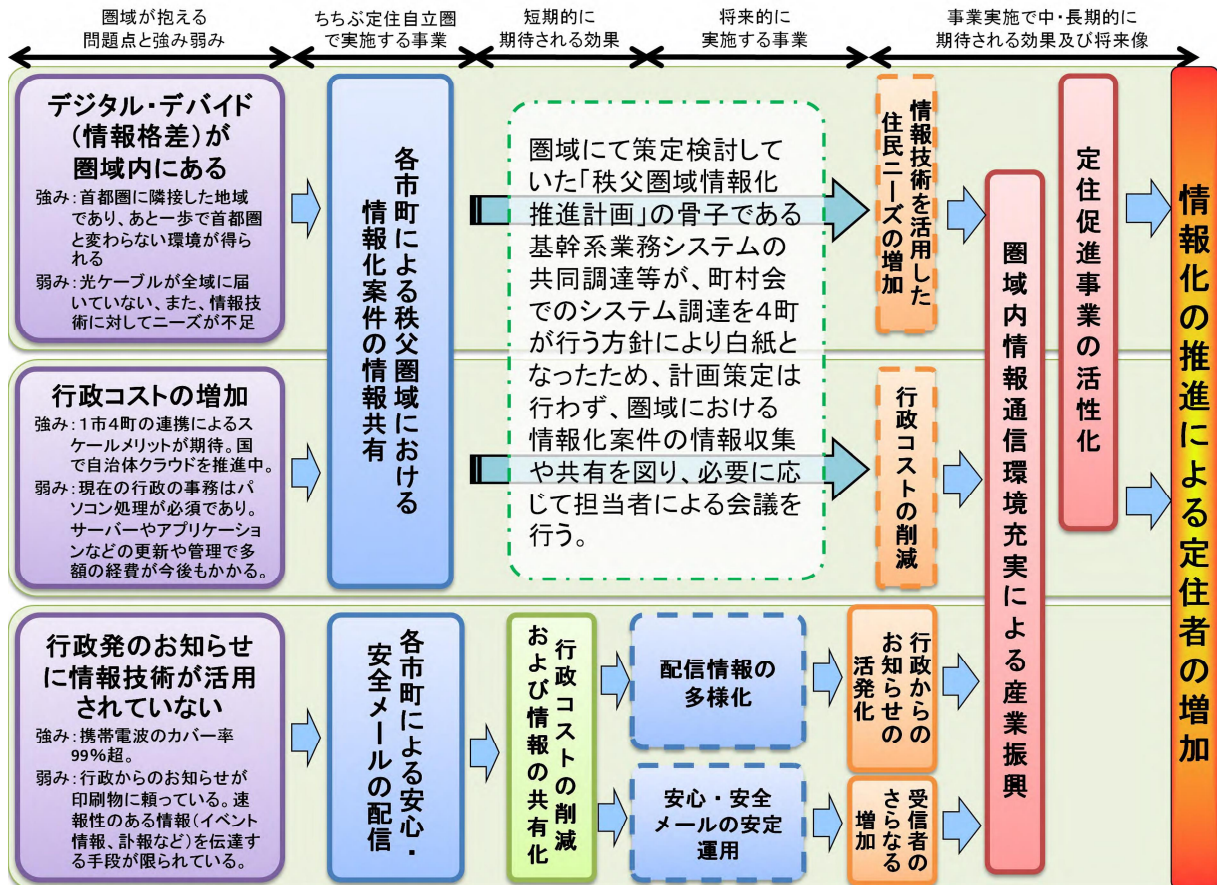 圏域が抱える
問題点と強み弱み
ちちぶ定住自立圏
で実施する事業
短期的に
期待される効果
将来的に
実施する事業
事業実施で中・長期的に
期待される効果及び将来像
デジタル・デバイド
(情報格差)が
圏域内にある
強み:首都圏に隣接した地域
であり、あと一歩で首都圏
と変わらない環境が得ら
れる
弱み:光ケーブルが全域に届
いていない、また、情報技
術に対してニーズが不足
行政コストの増加
強み:1市4町の連携によるス
ケールメリットが期待。国
で自治体クラウドを推進中。
弱み:現在の行政の事務はパ
ソコン処理が必須であり。
サーバーやアプリケーショ
ンなどの更新や管理で多
額の経費が今後もかかる。
各市町による秩父圏域における
情報化案件の情報共有
圏域にて策定検討して
いた「秩父圏域情報化
推進計画」の骨子である
基幹系業務システムの
共同調達等が、町村会
でのシステム調達を4町
が行う方針により白紙と
なったため、計画策定は
行わず、圏域における
情報化案件の情報収集
や共有を図り、必要に応
じて担当者による会議を
行う。
情報技術を活用した
住民ニーズの増加
行政コストの削減
行政発のお知らせ
に情報技術が活用
されていない
強み:携帯電波のカバー率
99%超。
弱み:行政からのお知らせが
印刷物に頼っている。速
報性のある情報(イベント
情報、訃報など)を伝達す
る手段が限られている。
各市町による安心・
安全メールの配信
行政コストの削減
および情報の共有化
配信情報の
多様化
安心・安全
メールの安定
運用
行政からの
お知らせの
活発化
受信者の
さらなる
増加
圏域内情報通信環境充実による産業振興
定住促進事業の活性化
情報化の推進による定住者の増加